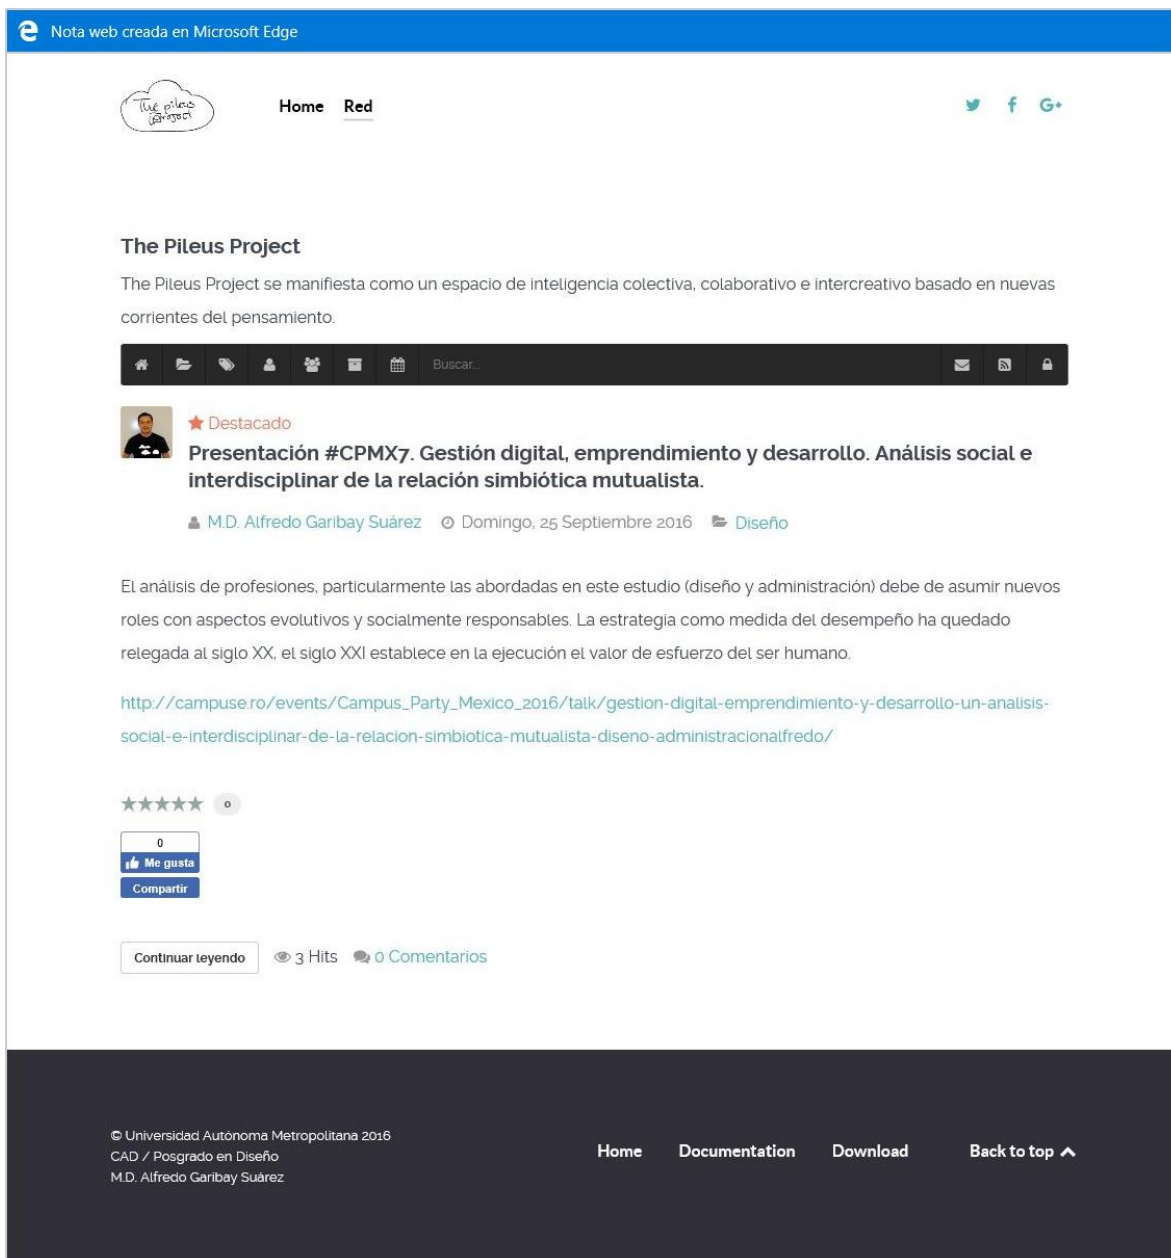 Nota web creada en Microsoft Edge
The pileus
project
Home Red
G+
The Pileus Project
The Pileus Project se manifiesta como un espacio de inteligencia colectiva, colaborativo e intercreativo basado en nuevas
corrientes del pensamiento.
Buscar...
Destacado
Presentación #CPMX7. Gestión digital, emprendimiento y desarrollo. Análisis social e
interdisciplinar de la relación simbiótica mutualista.
M.D. Alfredo Garibay Suárez Domingo, 25 Septiembre 2016 Diseño
El análisis de profesiones, particularmente las abordadas en este estudio (diseño y administración) debe de asumir nuevos
roles con aspectos evolutivos y socialmente responsables. La estrategia como medida del desempeño ha quedado
relegada al siglo XX, el siglo XXI establece en la ejecución el valor de esfuerzo del ser humano.
http://campuse.ro/events/Campus_Party_Mexico_2016/talk/gestion-digital-emprendimiento-y-desarrollo-un-analisis-
social-e-interdisciplinar-de-la-relacion-simbiotica-mutualista-diseno-administracionalfredo/
0
0
Me gusta
Compartir
Continuar leyendo 3 Hits 0 Comentarios
© Universidad Autónoma Metropolitana 2016
CAD / Posgrado en Diseño
M.D. Alfredo Garibay Suárez
Home Documentation Download Back to top